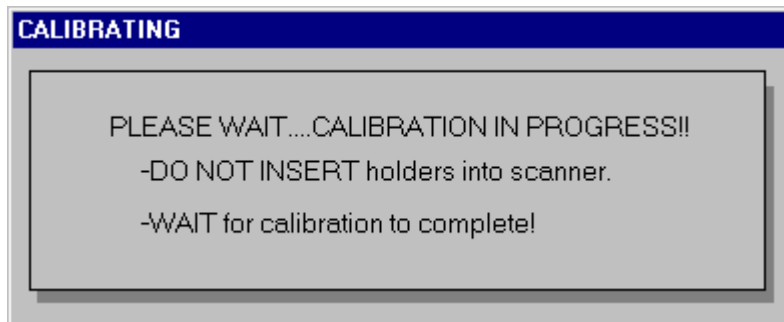 CALIBRATING
PLEASE WAIT....CALIBRATION IN PROGRESS!!
-DO NOT INSERT holders into scanner.
-WAIT for calibration to complete!